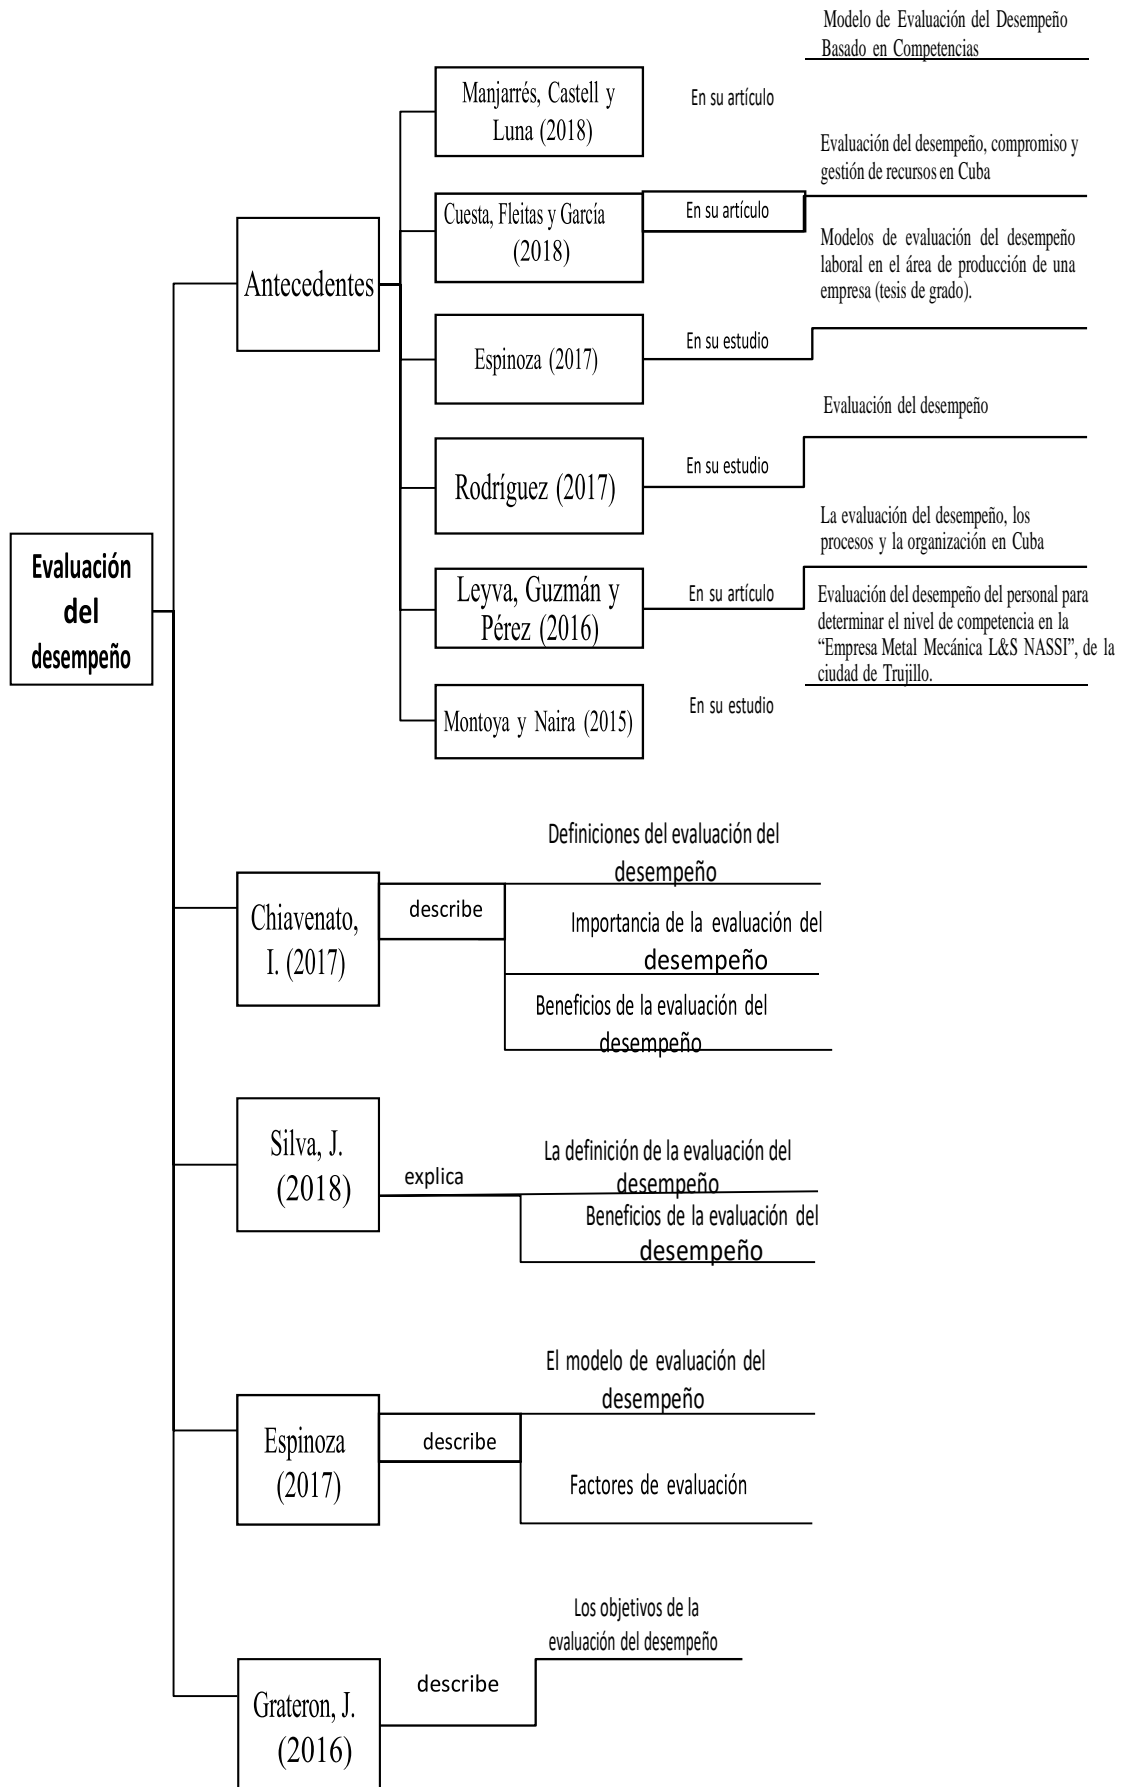 Modelo de Evaluación del Desempeño
Basado en Competencias
Manjarrés, Castell y
Luna (2018)
En su artículo
Evaluación del desempeño, compromiso y
gestión de recursos en Cuba
Cuesta, Fleitas y García
(2018)
En su artículo
Modelos de evaluación del desempeño
laboral en el área de producción de una
empresa (tesis de grado).
Antecedentes
Espinoza (2017)
En su estudio
Evaluación del desempeño
Rodríguez (2017)
En su estudio
La evaluación del desempeño, los
procesos y la organización en Cuba
Evaluación
del
desempeño
Leyva, Guzmán y
Pérez (2016)
En su artículo
Evaluación del desempeño del personal para
determinar el nivel de competencia en la
“Empresa Metal Mecánica L&S NASSI”, de la
ciudad de Trujillo.
Montoya y Naira (2015)
En su estudio
Definiciones del evaluación del
desempeño
Chiavenato,
I. (2017)
describe
Importancia de la evaluación del
desempeño
Beneficios de la evaluación del
desempeño
Silva, J.
(2018)
explica
La definición de la evaluación del
desempeño
Beneficios de la evaluación del
desempeño
El modelo de evaluación del
desempeño
Espinoza
(2017)
describe
Factores de evaluación
Los objetivos de la
evaluación del desempeño
Grateron, J.
(2016)
describe